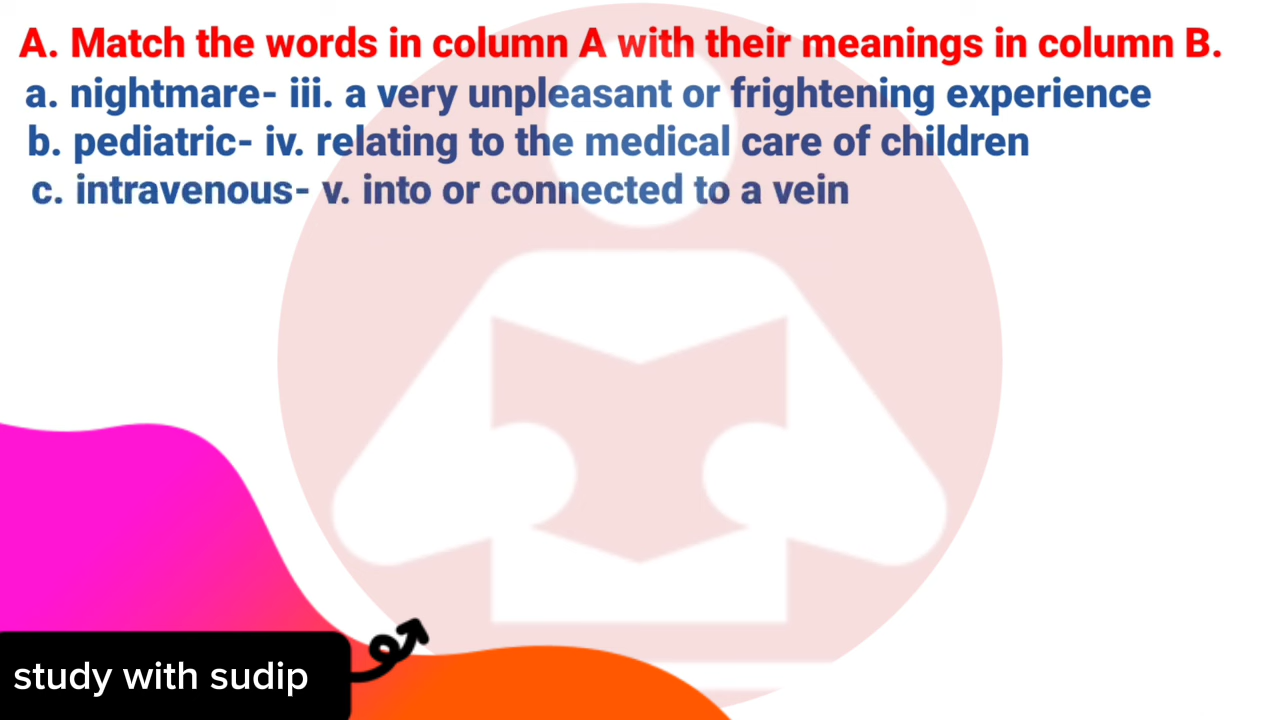 A. Match the words in column A with their meanings in column B.
a. nightmare- iii. a very unpleasant or frightening experience
b. pediatric- iv. relating to the medical care of children
c. intravenous- v. into or connected to a vein
study with sudip